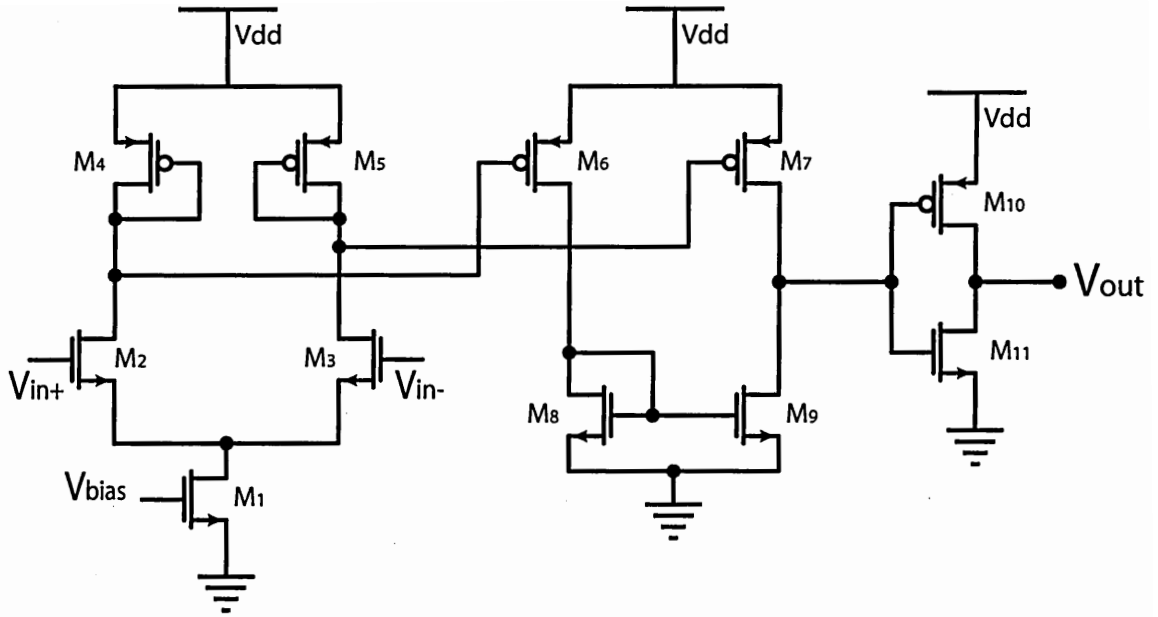 Vdd
Vdd
Vdd
M4
M5
M6
M7
M10
Vout
M2
M3
M11
Vin+
Vin-
M8
M9
Vbias
M1